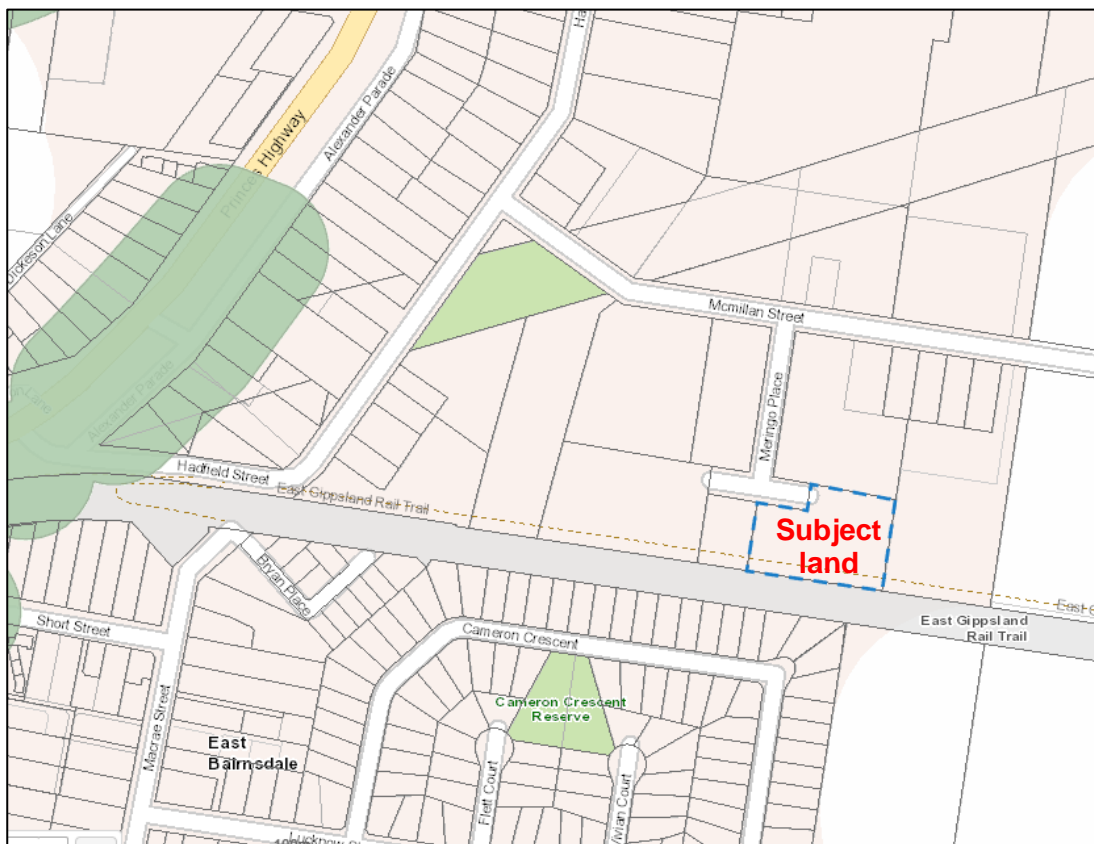 Ha
Alexander Parade
Princes Highway
Dickeson Lane
Mcmillan Street
Meringo Place
Alexander Parade
Hadfield Street
East Gippsland Rail Trail
Subject
land
East Gippsland
Rail Trail
Bryan Place
Short Street
Cameron Crescent
Cameron Crescent
Reserve
Macrae Street
East
Bairnsdale
Flett Court
Vivian Court